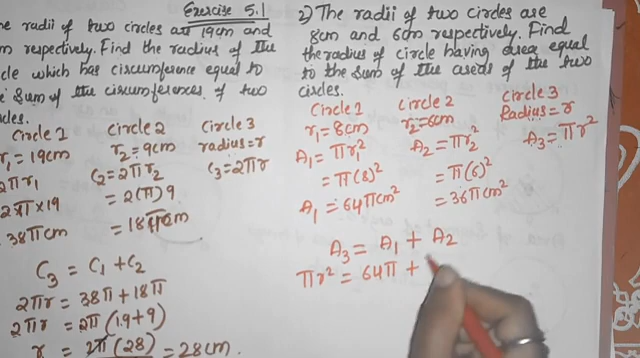 Exercise 5.1
e radii of two circles are 19cm and
m respectively. Find the radius of the
cle which has circumference equal to
e sum of the circumferences of two
cles.
Circle 1
Circle 2
Circle 3
r₁=19cm
r₂=9cm
radius=r
2πr₁
C₂=2πr₂
C₃=2πr
2×π×19
=2(π)9
38πcm
=18πcm
C₃ = C₁+C₂
2πr = 38π+18π
2πr = 2π(19+9)
r = 2π(28) =28cm.
2) The radii of two circles are
8cm and 6cm respectively. Find
the radius of circle having area equal
to the sum of the areas of the two
circles.
Circle 1
Circle 2
Circle 3
r₁=8cm
r₂=6cm
Radius=r
A₁=πr₁²
A₂=πr₂²
A₃=πr²
=π(8)²
=π(6)²
A₁=64πcm²
=36πcm²
A₃= A₁ + A₂
πr² = 64π +